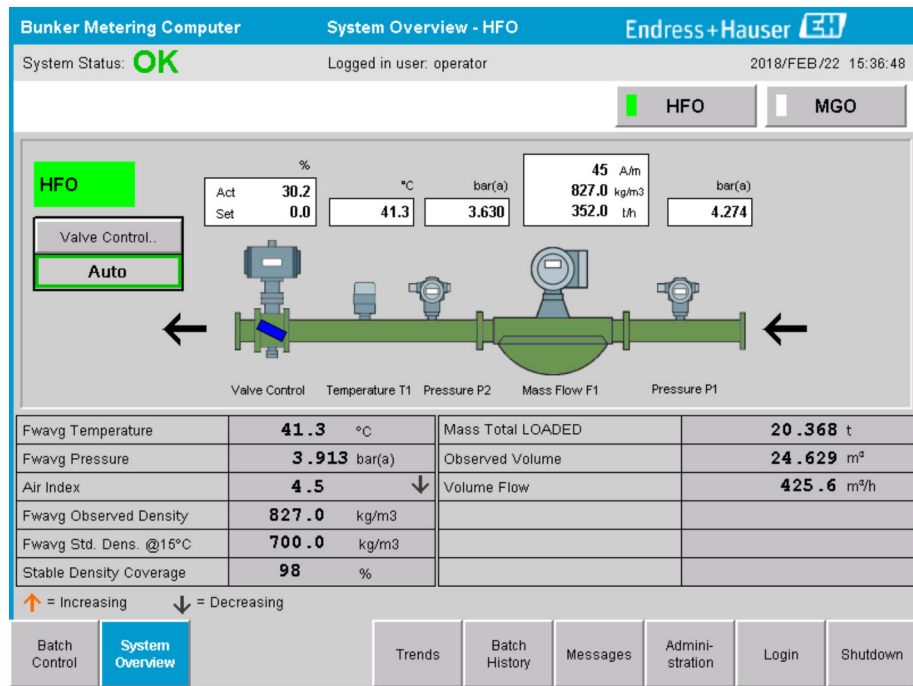 Bunker Metering Computer System Overview - HFO Endress+Hauser EH
System Status: OK Logged in user: operator 2018/FEB/22 15:36:48
HFO MGO
HFO
Valve Control..
Auto
%
Act 30.2
Set 0.0
°C
41.3
bar(a)
3.630
45 A/m
827.0 kg/m3
352.0 t/h
bar(a)
4.274
Valve Control Temperature T1 Pressure P2 Mass Flow F1 Pressure P1
Fwavg Temperature 41.3 °C Mass Total LOADED 20.368 t
Fwavg Pressure 3.913 bar(a) Observed Volume 24.629 m³
Air Index 4.5 ↓ Volume Flow 425.6 m³/h
Fwavg Observed Density 827.0 kg/m3
Fwavg Std. Dens. @15°C 700.0 kg/m3
Stable Density Coverage 98 %
↑ = Increasing ↓ = Decreasing
Batch Control System Overview Trends Batch History Messages Admini-stration Login Shutdown